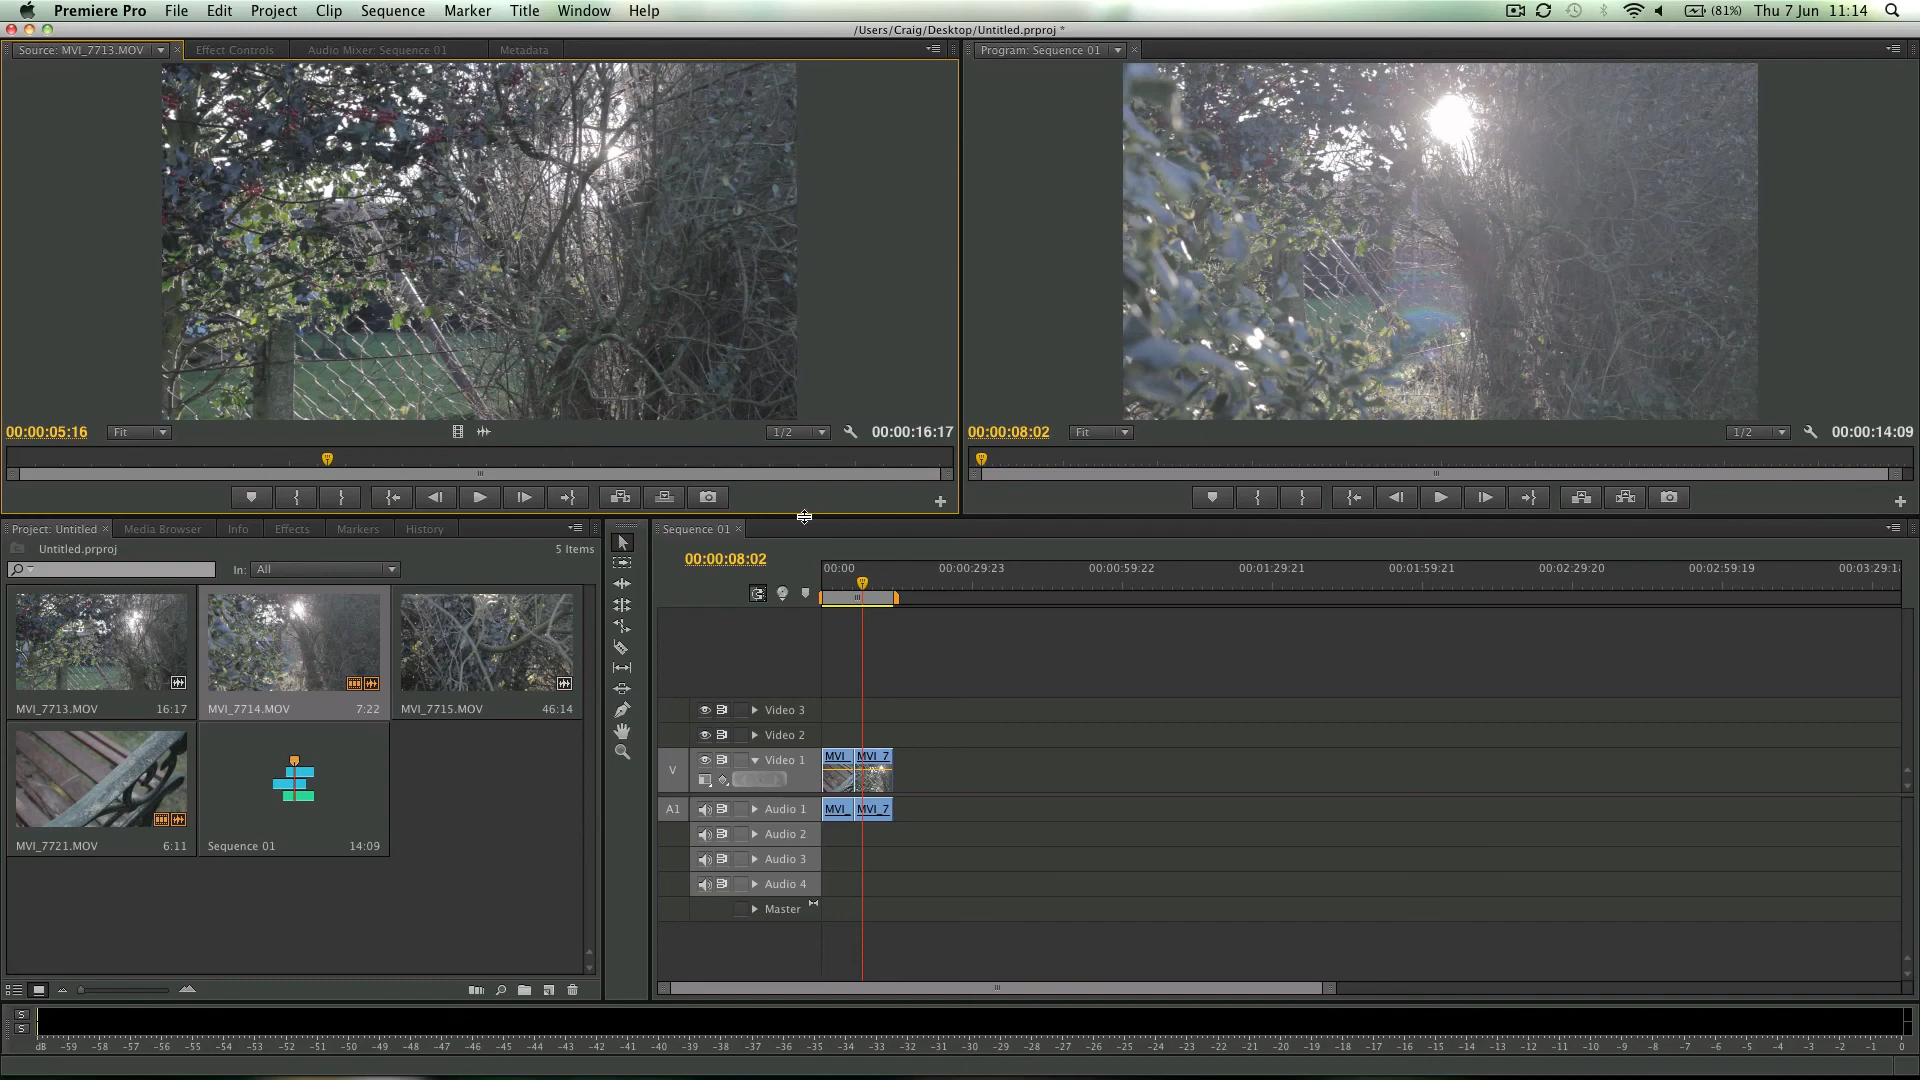 Premiere Pro File Edit Project Clip Sequence Marker Title Window Help (81%) Thu 7 Jun 11:14
/Users/Craig/Desktop/Untitled.prproj *
Source: MVI_7713.MOV Effect Controls Audio Mixer: Sequence 01 Metadata Program: Sequence 01
00:00:05:16 Fit 1/2 00:00:16:17 00:00:08:02 Fit 1/2 00:00:14:09
Project: Untitled Media Browser Info Effects Markers History Sequence 01
Untitled.prproj 5 Items
00:00:08:02
In: All
00:00 00:00:29:23 00:00:59:22 00:01:29:21 00:01:59:21 00:02:29:20 00:02:59:19 00:03:29:18
MVI_7713.MOV 16:17 MVI_7714.MOV 7:22 MVI_7715.MOV 46:14
Video 3
Video 2
V Video 1 MVI_ MVI_7
A1 Audio 1 MVI_ MVI_7
Audio 2
MVI_7721.MOV 6:11 Sequence 01 14:09
Audio 3
Audio 4
Master
S
S
dB -59 -58 -57 -56 -55 -54 -53 -52 -51 -50 -49 -48 -47 -46 -45 -44 -43 -42 -41 -40 -39 -38 -37 -36 -35 -34 -33 -32 -31 -30 -29 -28 -27 -26 -25 -24 -23 -22 -21 -20 -19 -18 -17 -16 -15 -14 -13 -12 -11 -10 -9 -8 -7 -6 -5 -4 -3 -2 -1 0